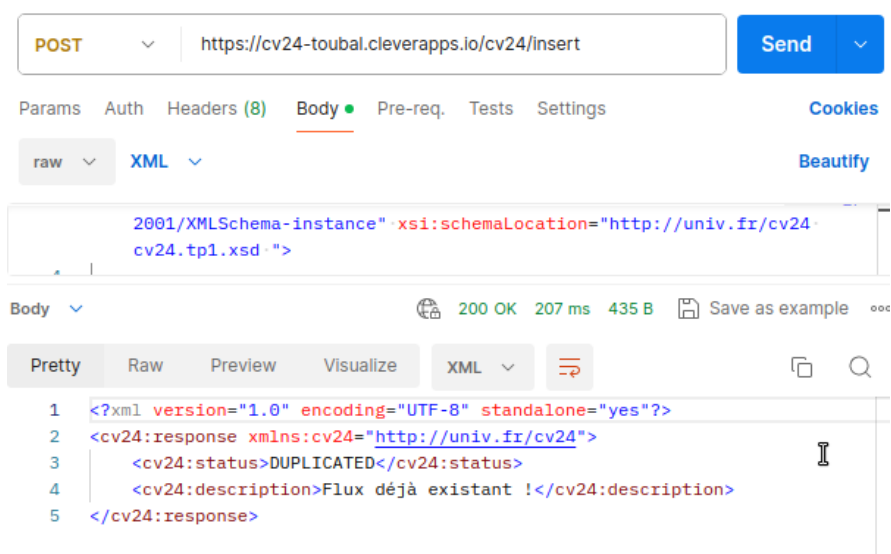 POST https://cv24-toubal.cleverapps.io/cv24/insert Send
Params Auth Headers (8) Body Pre-req. Tests Settings Cookies
raw XML Beautify
2001/XMLSchema-instance" xsi:schemaLocation="http://univ.fr/cv24
cv24.tp1.xsd ">
Body 200 OK 207 ms 435 B Save as example
Pretty Raw Preview Visualize XML
1 <?xml version="1.0" encoding="UTF-8" standalone="yes"?>
2 <cv24:response xmlns:cv24="http://univ.fr/cv24">
3 <cv24:status>DUPLICATED</cv24:status>
4 <cv24:description>Flux déjà existant !</cv24:description>
5 </cv24:response>